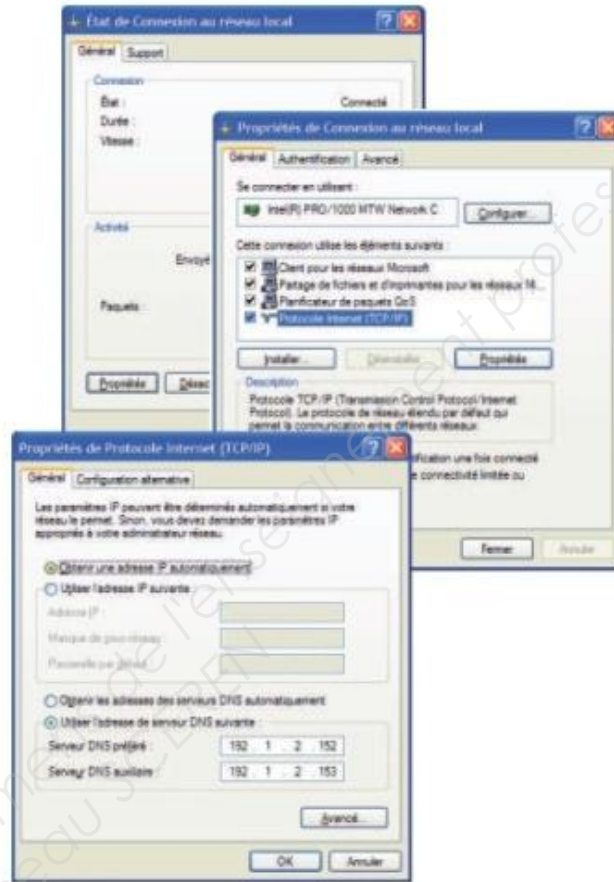 État de Connexion au réseau local
Général Support
Connexion
État : Connecté
Durée :
Vitesse :
Activité
Envoyé
Paquets :
Propriétés Désac
Propriétés de Connexion au réseau local
Général Authentification Avancé
Se connecter en utilisant :
Intel(R) PRO/1000 MTW Network C Configurer...
Cette connexion utilise les éléments suivants :
Client pour les réseaux Microsoft
Partage de fichiers et d'imprimantes pour les réseaux M...
Planificateur de paquets QoS
Protocole Internet (TCP/IP)
Installer... Désinstaller Propriétés
Description
Protocole TCP/IP (Transmission Control Protocol/Internet
Protocol). Le protocole de réseau étendu par défaut qui
permet la communication entre différents réseaux
tification une fois connecté
e connectivité limitée ou
Fermer Annuler
Propriétés de Protocole Internet (TCP/IP)
Général Configuration alternative
Les paramètres IP peuvent être déterminés automatiquement si votre
réseau le permet. Sinon, vous devez demander les paramètres IP
appropriés à votre administrateur réseau.
Obtenir une adresse IP automatiquement
Utiliser l'adresse IP suivante :
Adresse IP :
Masque de sous-réseau :
Passerelle par défaut :
Obtenir les adresses des serveurs DNS automatiquement
Utiliser l'adresse de serveur DNS suivante
Serveur DNS préféré : 192 . 1 . 2 . 152
Serveur DNS auxiliaire : 192 . 1 . 2 . 153
Avancé...
OK Annuler
de l'enseignement profes